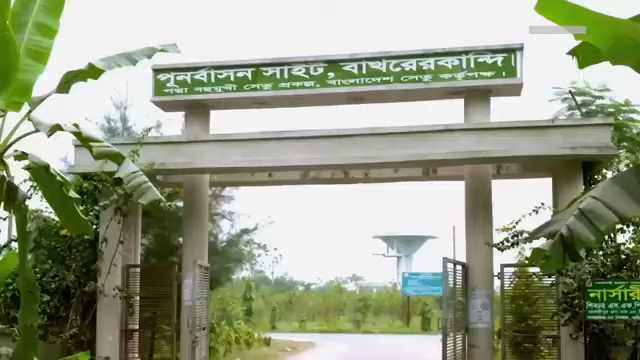 পুনর্বাসন সাইট, বাখরেরকান্দি।
পদ্মা বহুমুখী সেতু প্রকল্প, বাংলাদেশ সেতু কর্তৃপক্ষ।
নার্সারী